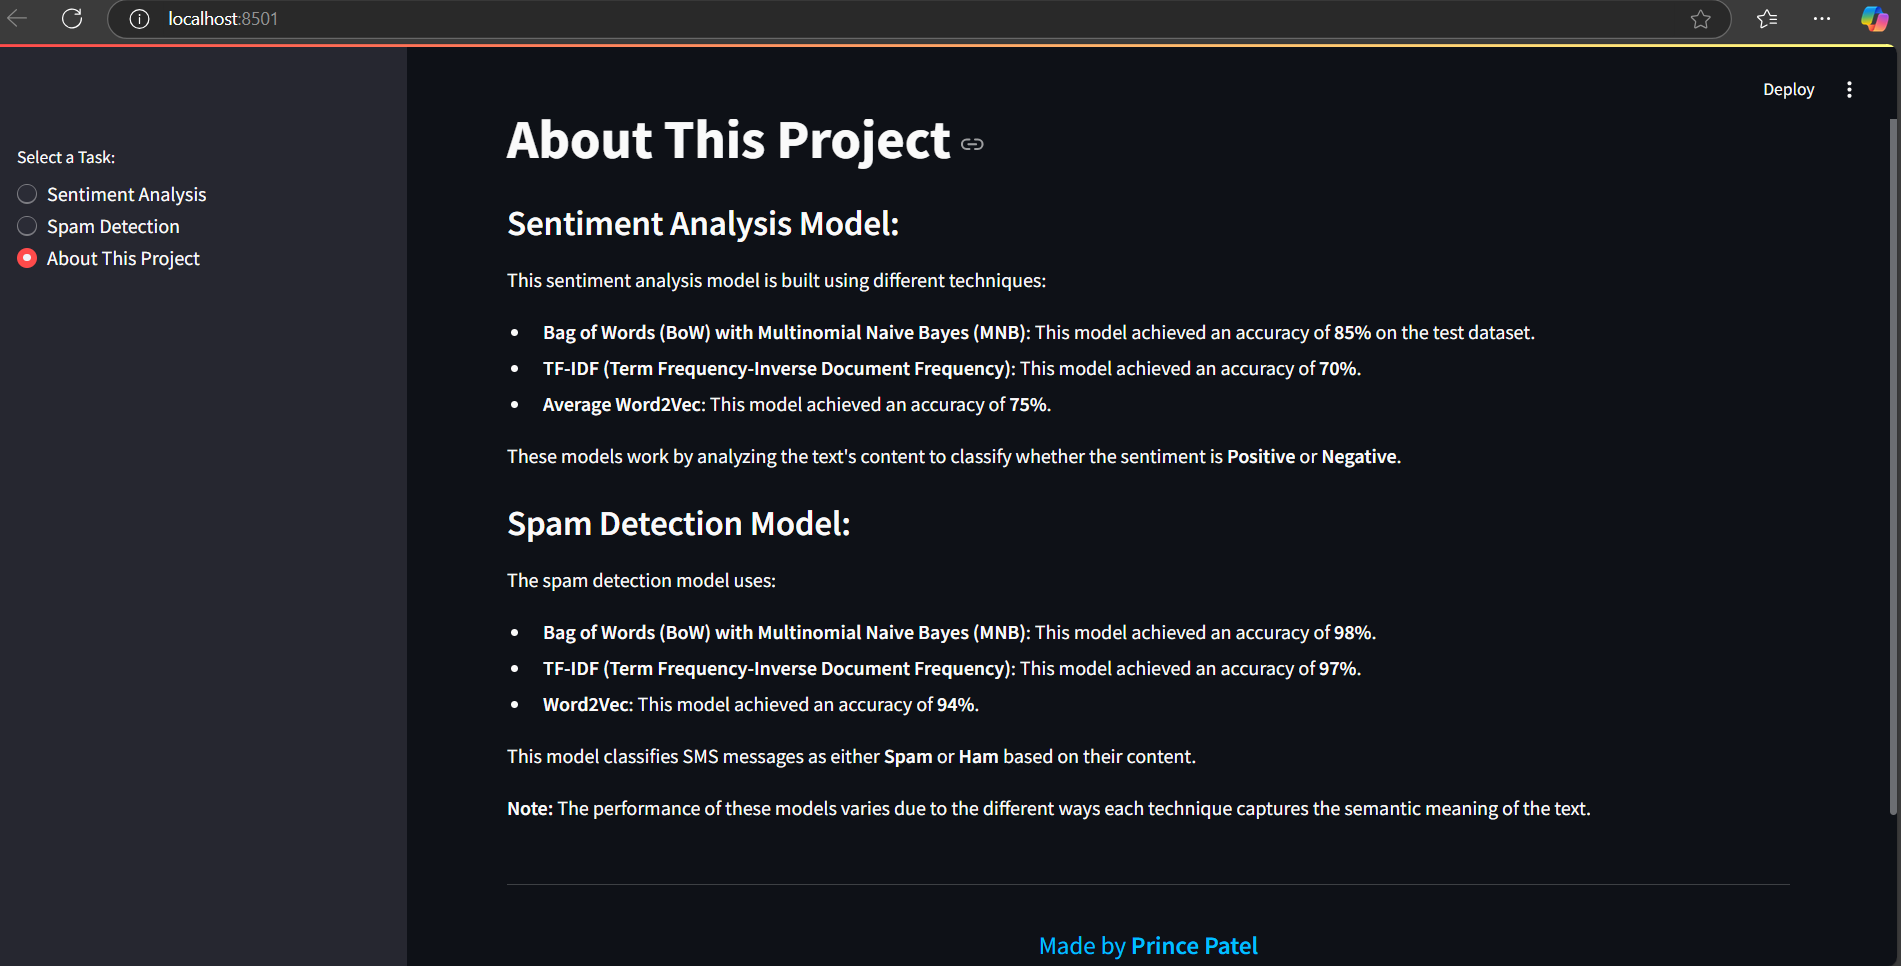 localhost:8501
Deploy
Select a Task:
Sentiment Analysis
Spam Detection
About This Project
About This Project
Sentiment Analysis Model:
This sentiment analysis model is built using different techniques:
• Bag of Words (BoW) with Multinomial Naive Bayes (MNB): This model achieved an accuracy of 85% on the test dataset.
• TF-IDF (Term Frequency-Inverse Document Frequency): This model achieved an accuracy of 70%.
• Average Word2Vec: This model achieved an accuracy of 75%.
These models work by analyzing the text's content to classify whether the sentiment is Positive or Negative.
Spam Detection Model:
The spam detection model uses:
• Bag of Words (BoW) with Multinomial Naive Bayes (MNB): This model achieved an accuracy of 98%.
• TF-IDF (Term Frequency-Inverse Document Frequency): This model achieved an accuracy of 97%.
• Word2Vec: This model achieved an accuracy of 94%.
This model classifies SMS messages as either Spam or Ham based on their content.
Note: The performance of these models varies due to the different ways each technique captures the semantic meaning of the text.
Made by Prince Patel